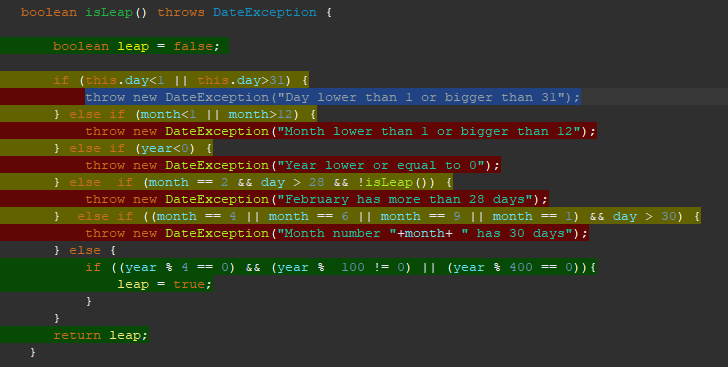 boolean isLeap() throws DateException {
boolean leap = false;
if (this.day<1 || this.day>31) {
throw new DateException("Day lower than 1 or bigger than 31");
} else if (month<1 || month>12) {
throw new DateException("Month lower than 1 or bigger than 12");
} else if (year<0) {
throw new DateException("Year lower or equal to 0");
} else  if (month == 2 && day > 28 && !isLeap()) {
throw new DateException("February has more than 28 days");
}  else if ((month == 4 || month == 6 || month == 9 || month == 1) && day > 30) {
throw new DateException("Month number "+month+ " has 30 days");
} else {
if ((year % 4 == 0) && (year %  100 != 0) || (year % 400 == 0)){
leap = true;
}
}
return leap;
}